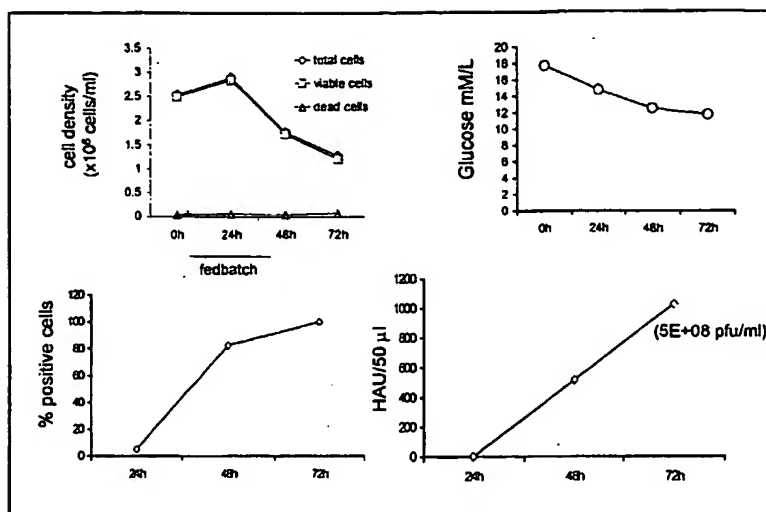 3.5
3
2.5
2
1.5
1
0.5
0
cell density
(x10⁶ cells/ml)
total cells
viable cells
dead cells
0h 24h 48h 72h
fedbatch
20
18
16
14
12
10
8
6
4
2
0
Glucose mM/L
0h 24h 48h 72h
120
100
80
60
40
20
0
% positive cells
24h 48h 72h
1200
1000
800
600
400
200
0
HAU/50 µl
(5E+08 pfu/ml)
24h 48h 72h